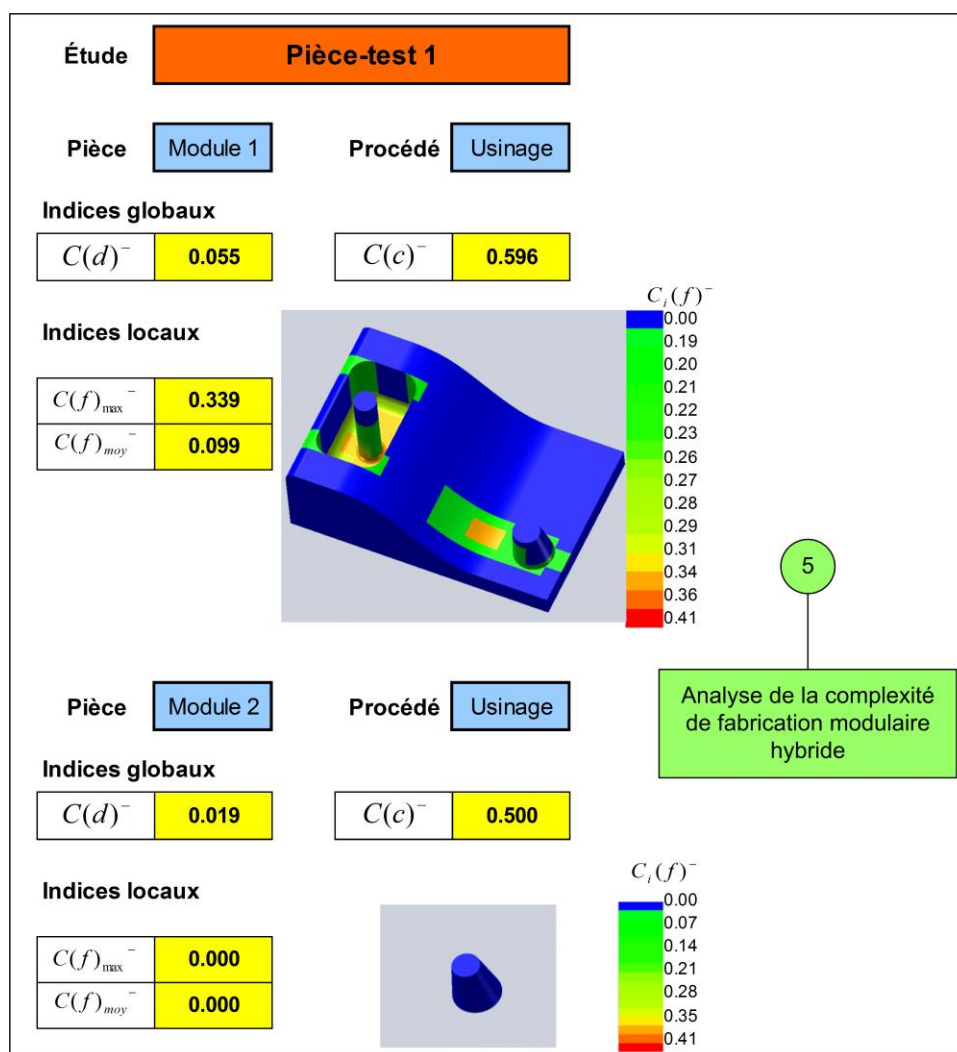 Étude Pièce-test 1
Pièce Module 1 Procédé Usinage
Indices globaux
C(d)⁻ 0.055 C(c)⁻ 0.596
Indices locaux
C(f)max⁻ 0.339
C(f)moy⁻ 0.099
Ci(f)⁻
0.00
0.19
0.20
0.21
0.22
0.23
0.26
0.27
0.28
0.29
0.31
0.34
0.36
0.41
5
Analyse de la complexité
de fabrication modulaire
hybride
Pièce Module 2 Procédé Usinage
Indices globaux
C(d)⁻ 0.019 C(c)⁻ 0.500
Indices locaux
C(f)max⁻ 0.000
C(f)moy⁻ 0.000
Ci(f)⁻
0.00
0.07
0.14
0.21
0.28
0.35
0.41